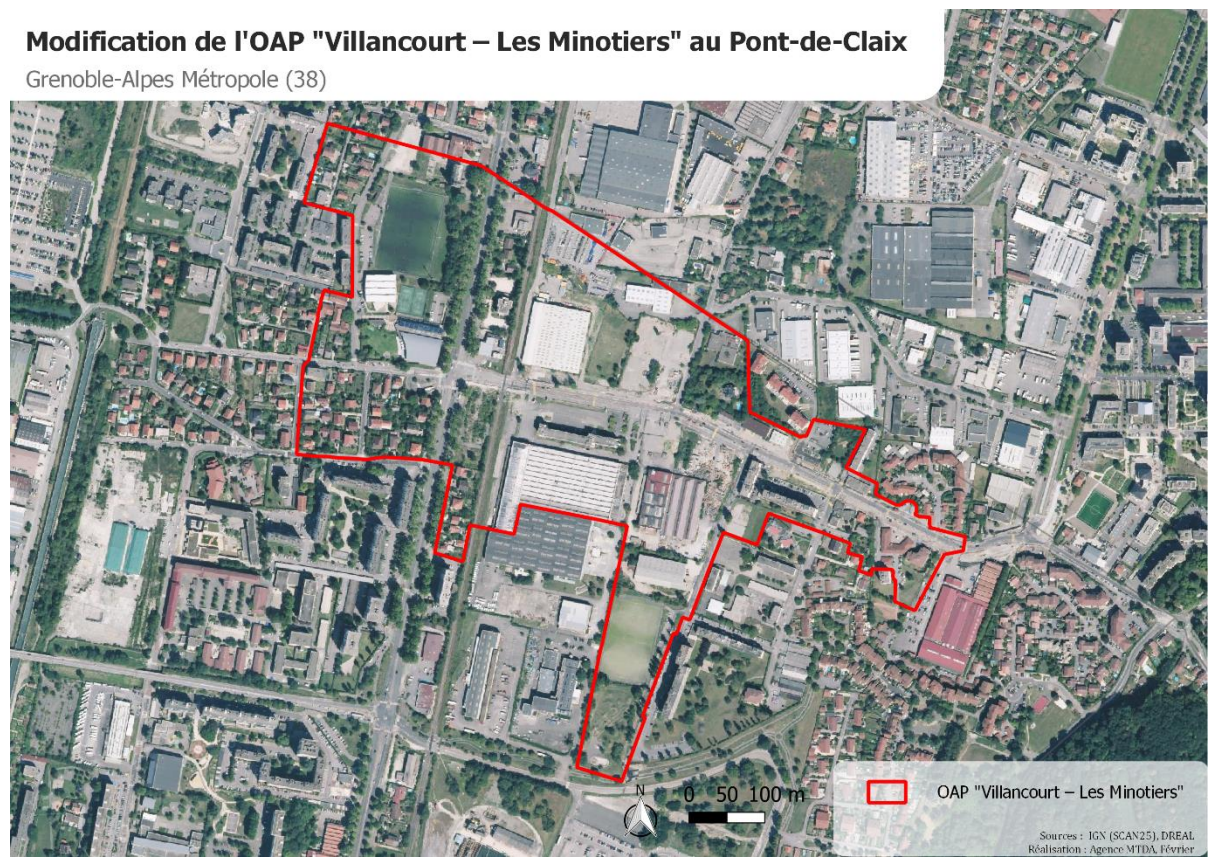 Modification de l'OAP "Villancourt – Les Minotiers" au Pont-de-Claix
Grenoble-Alpes Métropole (38)
N
0 50 100 m
OAP "Villancourt – Les Minotiers"
Sources : IGN (SCAN25), DREAL
Réalisation : Agence MTDA, Février